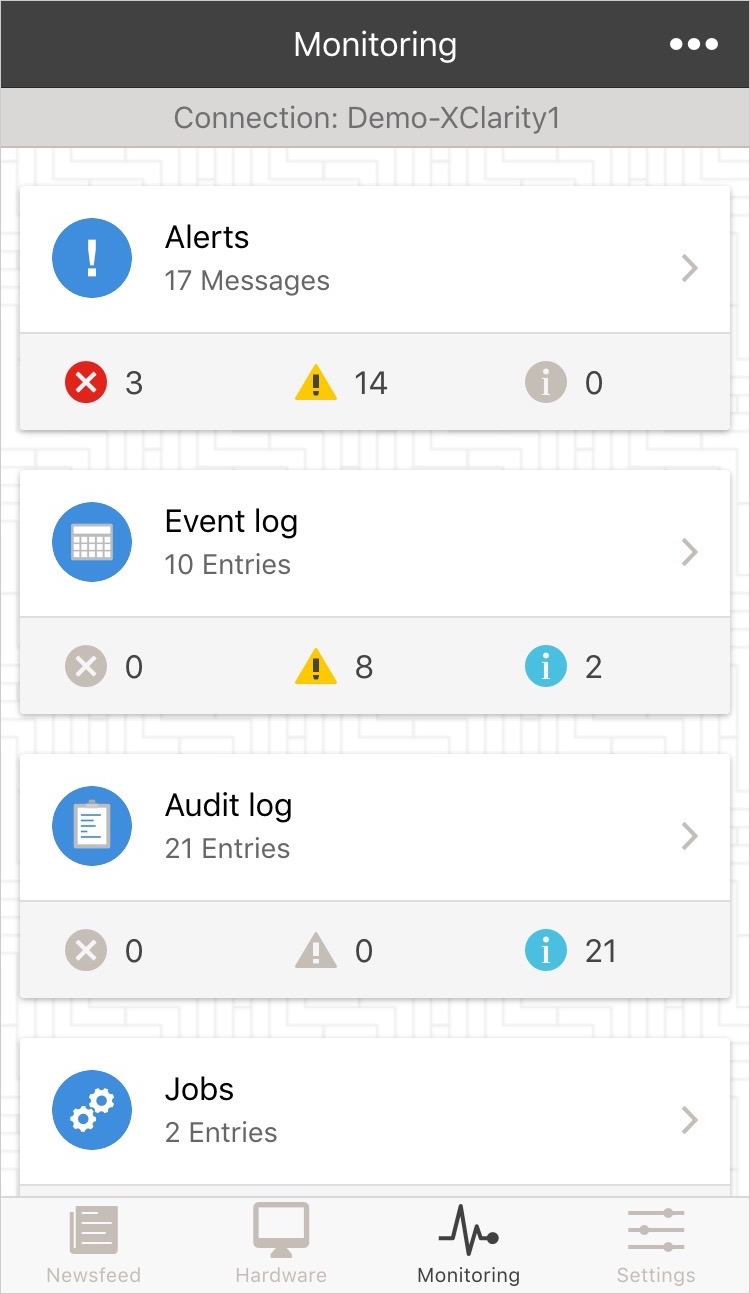 Monitoring
Connection: Demo-XClarity1
Alerts
17 Messages
3 14 0
Event log
10 Entries
0 8 2
Audit log
21 Entries
0 0 21
Jobs
2 Entries
Newsfeed Hardware Monitoring Settings